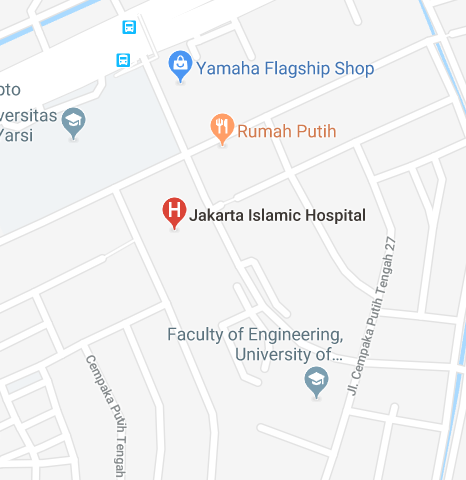 Yamaha Flagship Shop
oto
versitas
Yarsi
Rumah Putih
H
Jakarta Islamic Hospital
Jl. Cempaka Putih Tengah 27
Faculty of Engineering,
University of...
Cempaka Putih Tengah